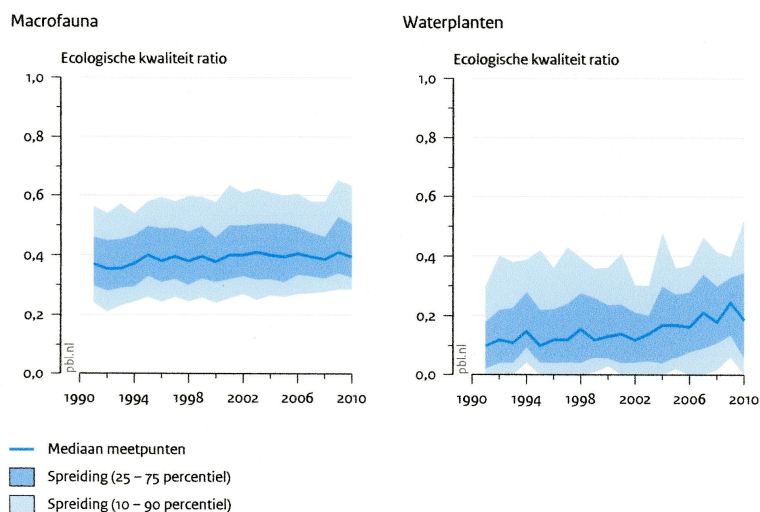 Macrofauna
Ecologische kwaliteit ratio
1,0
0,8
0,6
0,4
0,2
0,0
pbl.nl
1990 1994 1998 2002 2006 2010
Waterplanten
Ecologische kwaliteit ratio
1,0
0,8
0,6
0,4
0,2
0,0
pbl.nl
1990 1994 1998 2002 2006 2010
Mediaan meetpunten
Spreiding (25 – 75 percentiel)
Spreiding (10 – 90 percentiel)